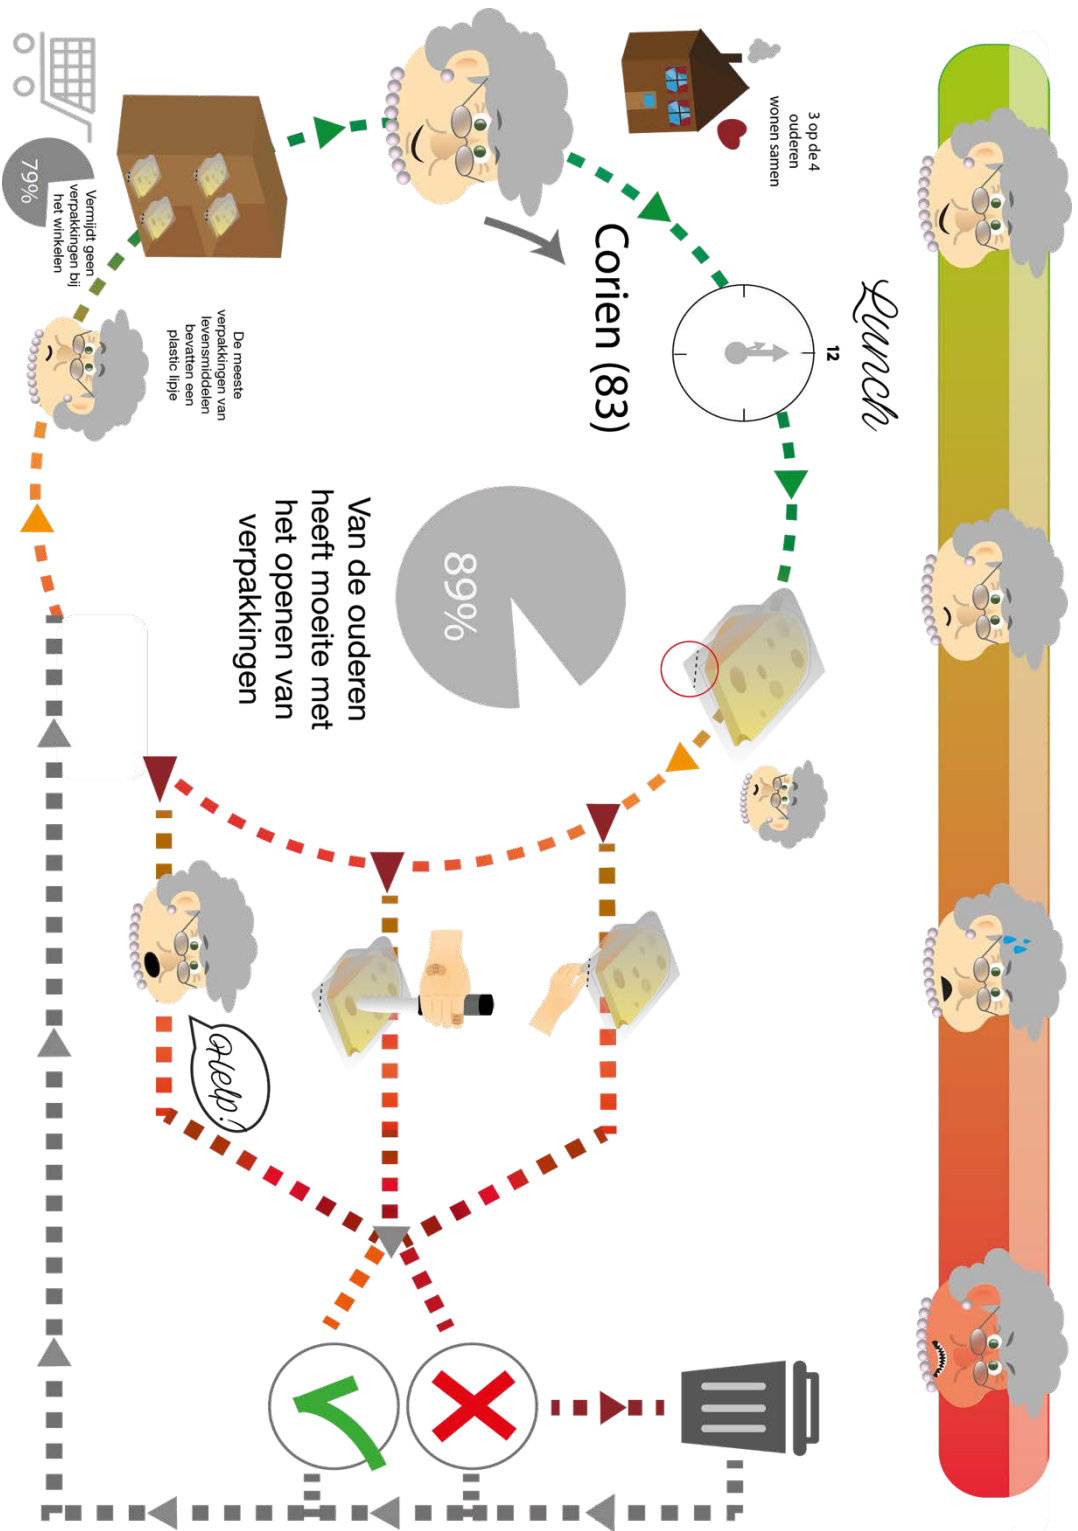 3 op de 4
ouderen
wonen samen
Lunch
12
Corien (83)
De meeste
verpakkingen van
levensmiddelen
bevatten een
plastic lipje
79%
Vermijdt geen
verpakkingen bij
het winkelen
89%
Van de ouderen
heeft moeite met
het openen van
verpakkingen
Help!